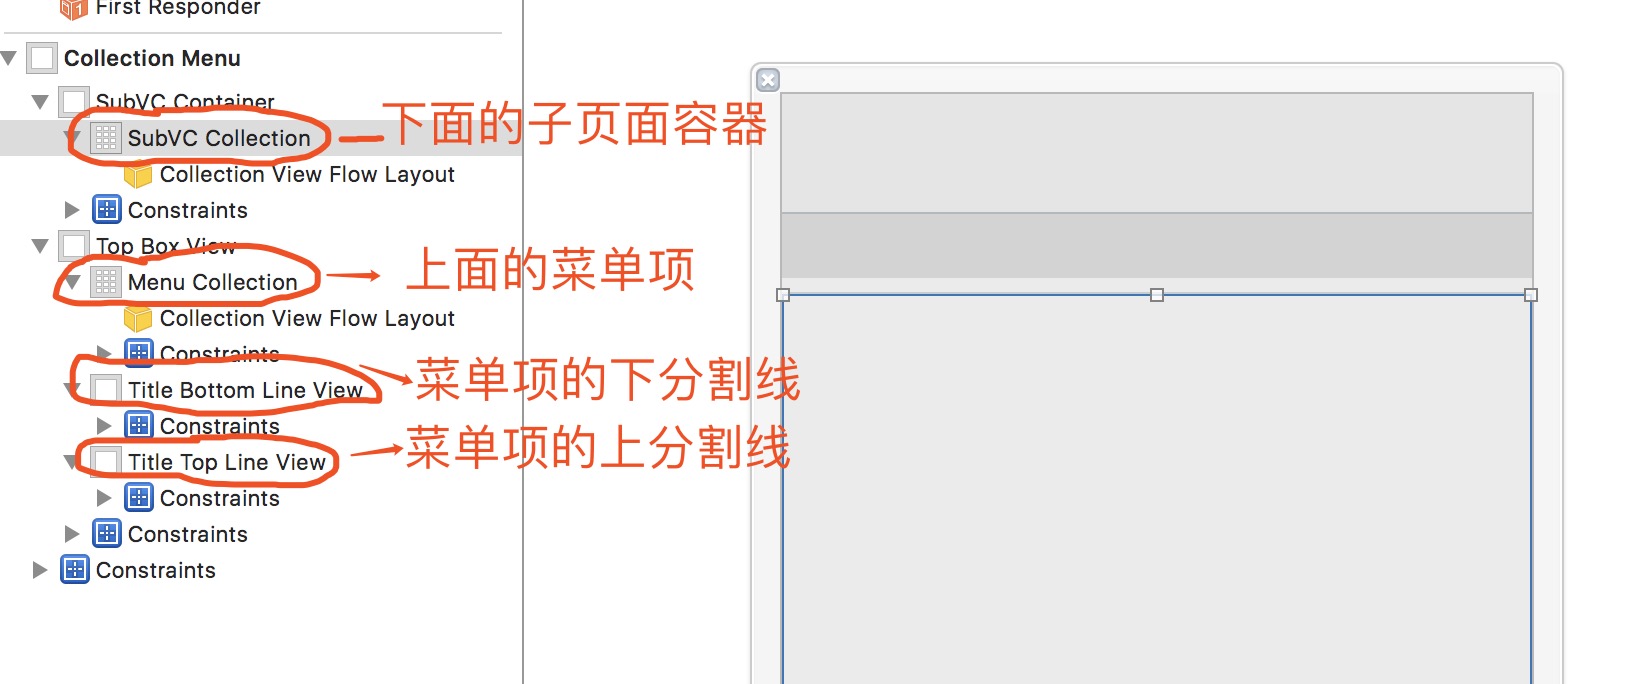 First Responder
Collection Menu
SubVC Container
SubVC Collection
下面的子页面容器
Collection View Flow Layout
Constraints
Top Box View
Menu Collection
上面的菜单项
Collection View Flow Layout
Constraints
Title Bottom Line View
菜单项的下分割线
Constraints
Title Top Line View
菜单项的上分割线
Constraints
Constraints
Constraints